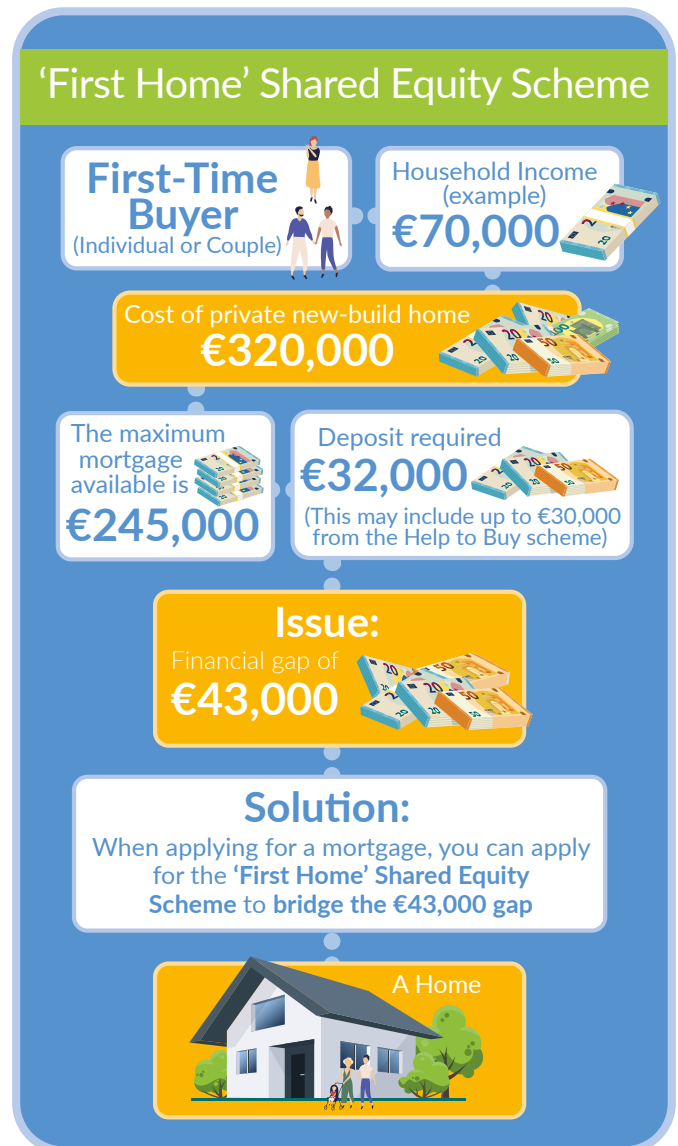 ‘First Home’ Shared Equity Scheme
First-Time
Buyer
(Individual or Couple)
Household Income
(example)
€70,000
Cost of private new-build home
€320,000
The maximum
mortgage
available is
€245,000
Deposit required
€32,000
(This may include up to €30,000
from the Help to Buy scheme)
Issue:
Financial gap of
€43,000
Solution:
When applying for a mortgage, you can apply
for the ‘First Home’ Shared Equity
Scheme to bridge the €43,000 gap
A Home